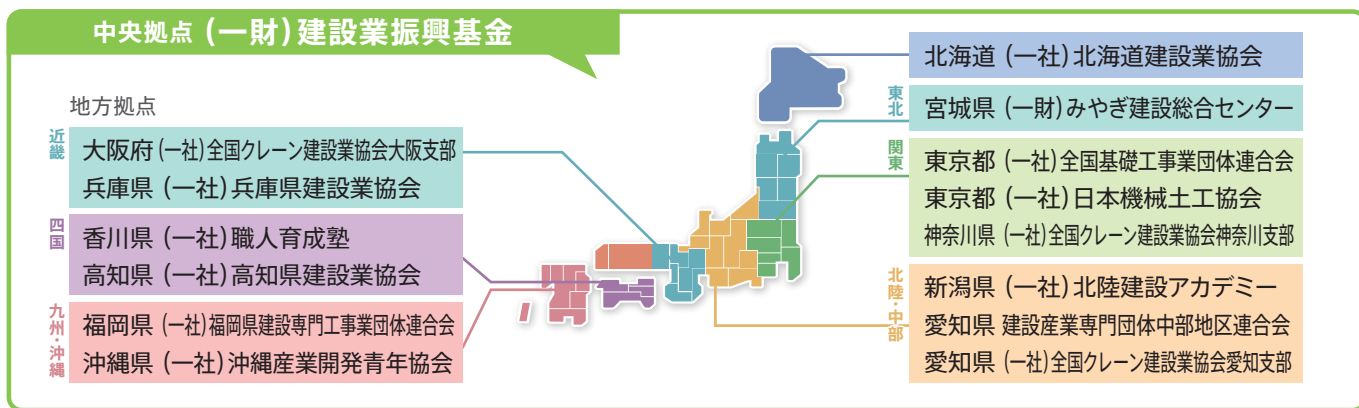 中央拠点 (一財)建設業振興基金
地方拠点
近畿
大阪府 (一社)全国クレーン建設業協会大阪支部
兵庫県 (一社)兵庫県建設業協会
四国
香川県 (一社)職人育成塾
高知県 (一社)高知県建設業協会
九州・沖縄
福岡県 (一社)福岡県建設専門工事業団体連合会
沖縄県 (一社)沖縄産業開発青年協会
北海道 (一社)北海道建設業協会
東北
宮城県 (一財)みやぎ建設総合センター
関東
東京都 (一社)全国基礎工事業団体連合会
東京都 (一社)日本機械土工協会
神奈川県 (一社)全国クレーン建設業協会神奈川支部
北陸・中部
新潟県 (一社)北陸建設アカデミー
愛知県 建設産業専門団体中部地区連合会
愛知県 (一社)全国クレーン建設業協会愛知支部